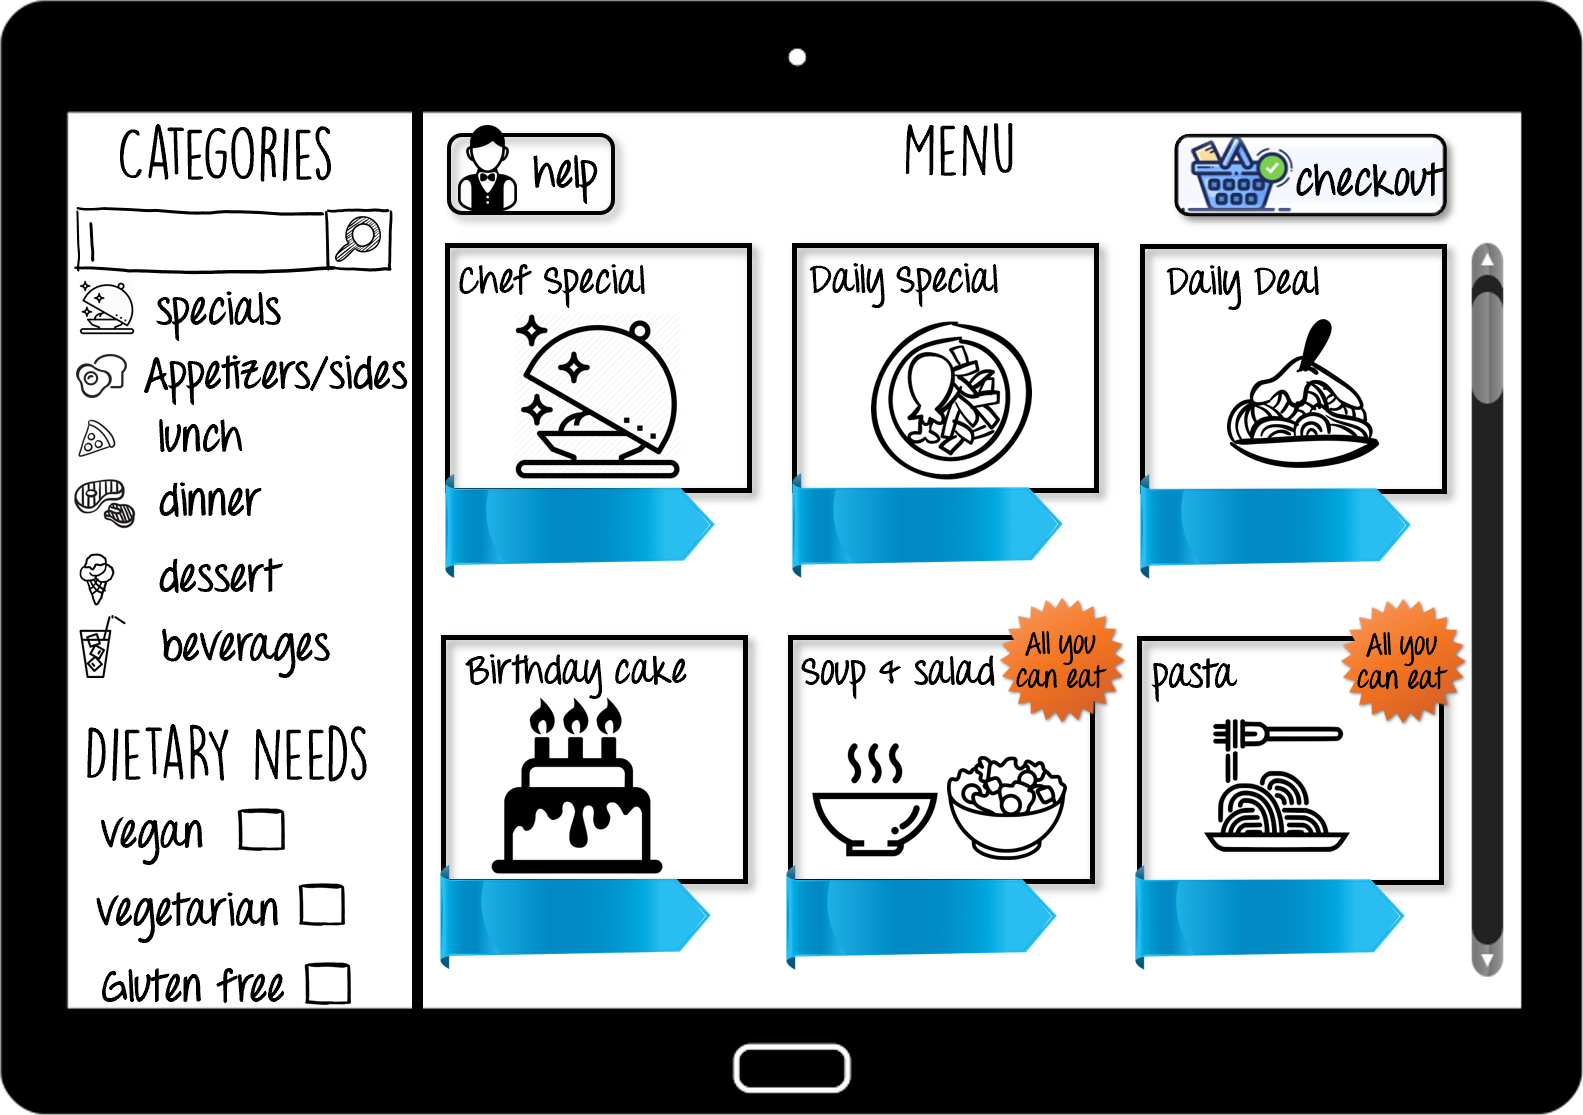 CATEGORIES
specials
Appetizers/sides
lunch
dinner
dessert
beverages
DIETARY NEEDS
vegan
vegetarian
Gluten free
help
MENU
checkout
Chef Special
Daily Special
Daily Deal
Birthday cake
Soup & salad
All you
can eat
pasta
All you
can eat